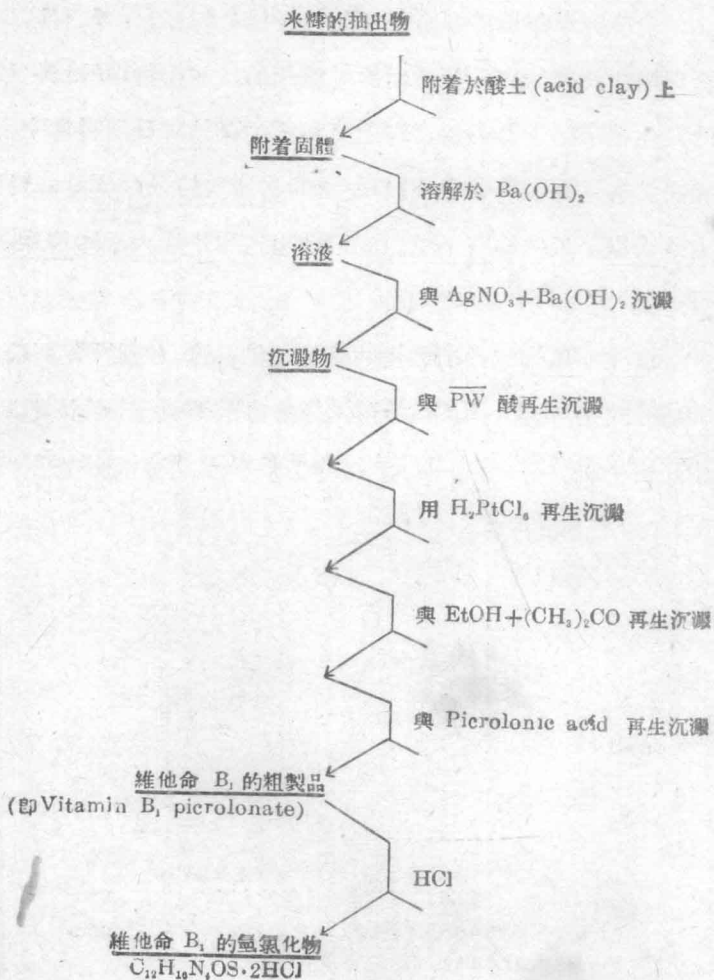 米糠的抽出物
附着於酸土 (acid clay) 上
附着固體
溶解於 Ba(OH)₂
溶液
與 AgNO₃+Ba(OH)₂ 沉澱
沉澱物
與 PW 酸再生沉澱
用 H₂PtCl₆ 再生沉澱
與 EtOH+(CH₃)₂CO 再生沉澱
與 Picrolonic acid 再生沉澱
維他命 B₁ 的粗製品
(即 Vitamin B₁ picrolonate)
HCl
維他命 B₁ 的氫氯化物
C₁₂H₁₆N₄OS·2HCl